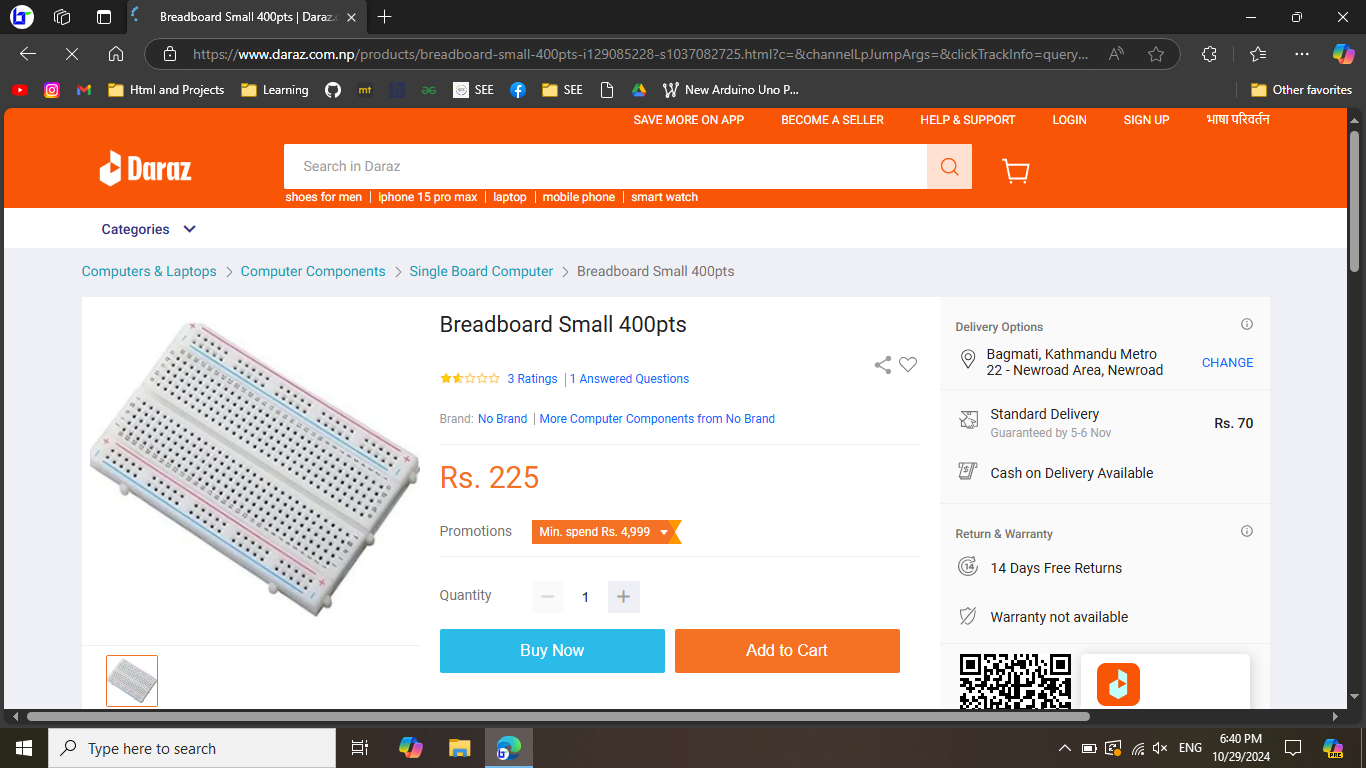 Breadboard Small 400pts | Daraz.
https://www.daraz.com.np/products/breadboard-small-400pts-i129085228-s1037082725.html?c=&channelLpJumpArgs=&clickTrackInfo=query...
Html and Projects
Learning
mt
SEE
SEE
New Arduino Uno P...
Other favorites
SAVE MORE ON APP
BECOME A SELLER
HELP & SUPPORT
LOGIN
SIGN UP
भाषा परिवर्तन
Daraz
Search in Daraz
shoes for men | iphone 15 pro max | laptop | mobile phone | smart watch
Categories
Computers & Laptops > Computer Components > Single Board Computer > Breadboard Small 400pts
Breadboard Small 400pts
3 Ratings | 1 Answered Questions
Brand: No Brand | More Computer Components from No Brand
Rs. 225
Promotions
Min. spend Rs. 4,999
Quantity
1
Buy Now
Add to Cart
Delivery Options
Bagmati, Kathmandu Metro
22 - Newroad Area, Newroad
CHANGE
Standard Delivery
Rs. 70
Guaranteed by 5-6 Nov
Cash on Delivery Available
Return & Warranty
14
14 Days Free Returns
Warranty not available
Type here to search
ENG
6:40 PM
10/29/2024
PRE